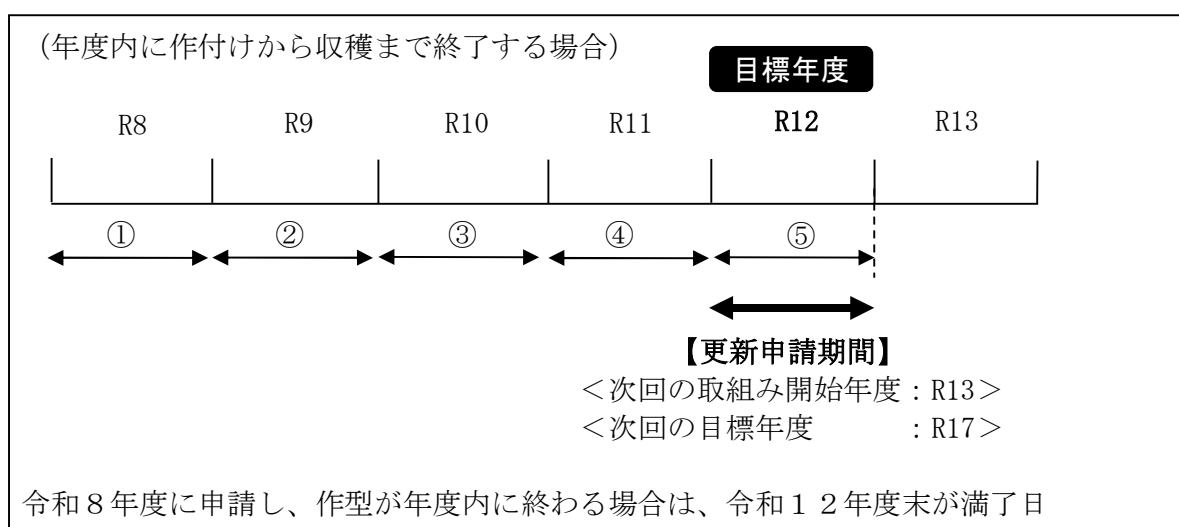 (年度内に作付けから収穫まで終了する場合)
目標年度
R8 R9 R10 R11 R12 R13
① ② ③ ④ ⑤
【更新申請期間】
<次回の取組み開始年度：R13>
<次回の目標年度　　　：R17>
令和８年度に申請し、作型が年度内に終わる場合は、令和１２年度末が満了日